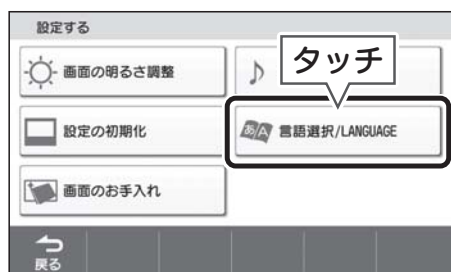 設定する
画面の明るさ調整
タッチ
設定の初期化
あ/A 言語選択/LANGUAGE
画面のお手入れ
戻る